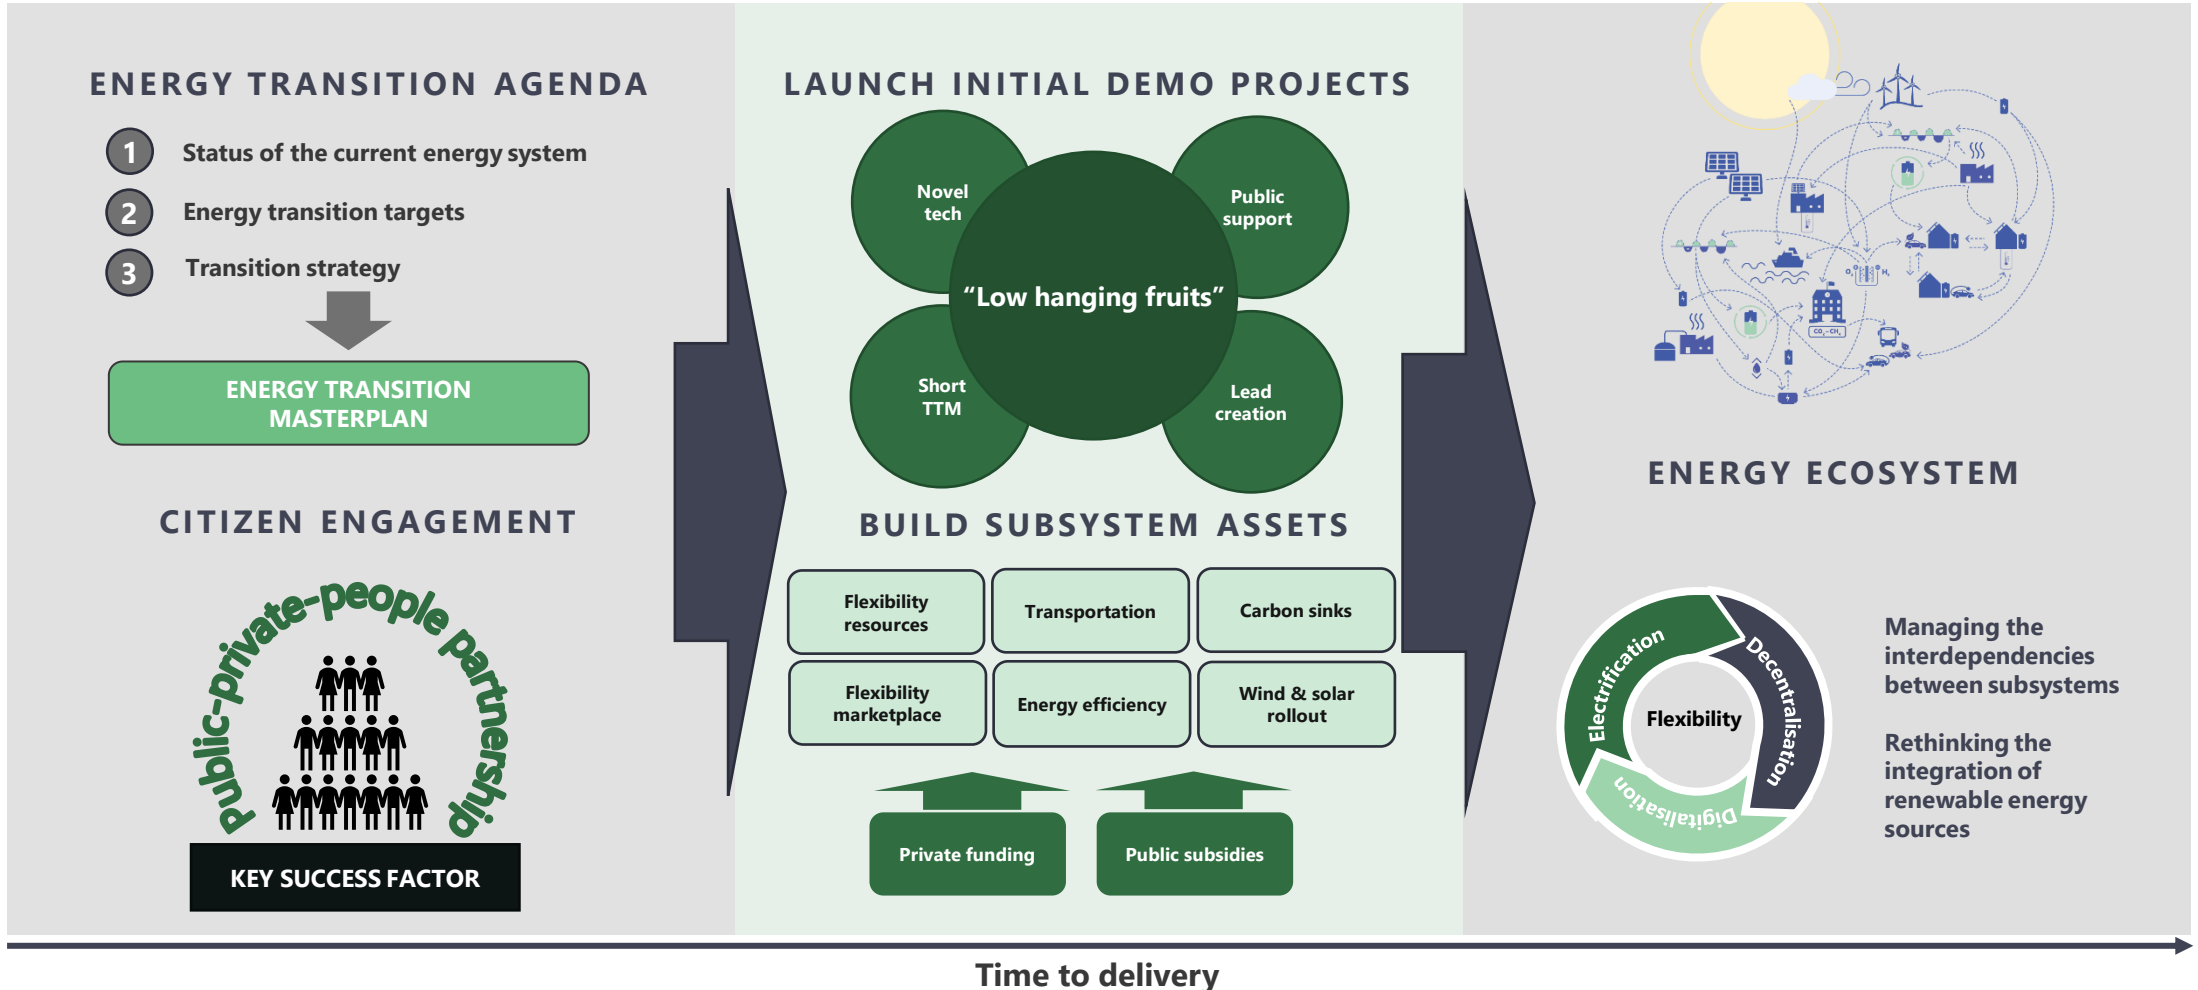 ENERGY TRANSITION AGENDA
1 Status of the current energy system
2 Energy transition targets
3 Transition strategy
ENERGY TRANSITION
MASTERPLAN
CITIZEN ENGAGEMENT
Public-private-people partnership
KEY SUCCESS FACTOR
LAUNCH INITIAL DEMO PROJECTS
Novel
tech
Public
support
“Low hanging fruits”
Short
TTM
Lead
creation
BUILD SUBSYSTEM ASSETS
Flexibility
resources
Transportation
Carbon sinks
Flexibility
marketplace
Energy efficiency
Wind & solar
rollout
Private funding
Public subsidies
O₂
H₂
CO₂-CH₄
ENERGY ECOSYSTEM
Electrification
Decentralisation
Digitalisation
Flexibility
Managing the
interdependencies
between subsystems
Rethinking the
integration of
renewable energy
sources
Time to delivery